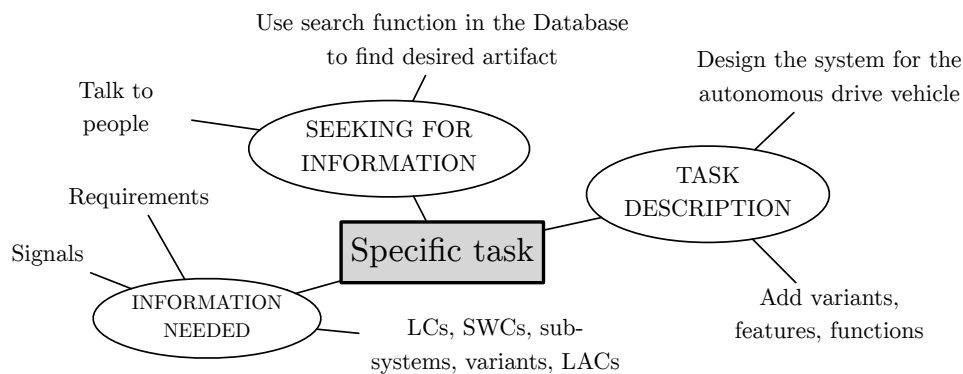 Use search function in the Database
to find desired artifact
Design the system for the
autonomous drive vehicle
Talk to
people
SEEKING FOR
INFORMATION
TASK
DESCRIPTION
Requirements
Specific task
Signals
INFORMATION
NEEDED
Add variants,
features, functions
LCs, SWCs, sub-
systems, variants, LACs